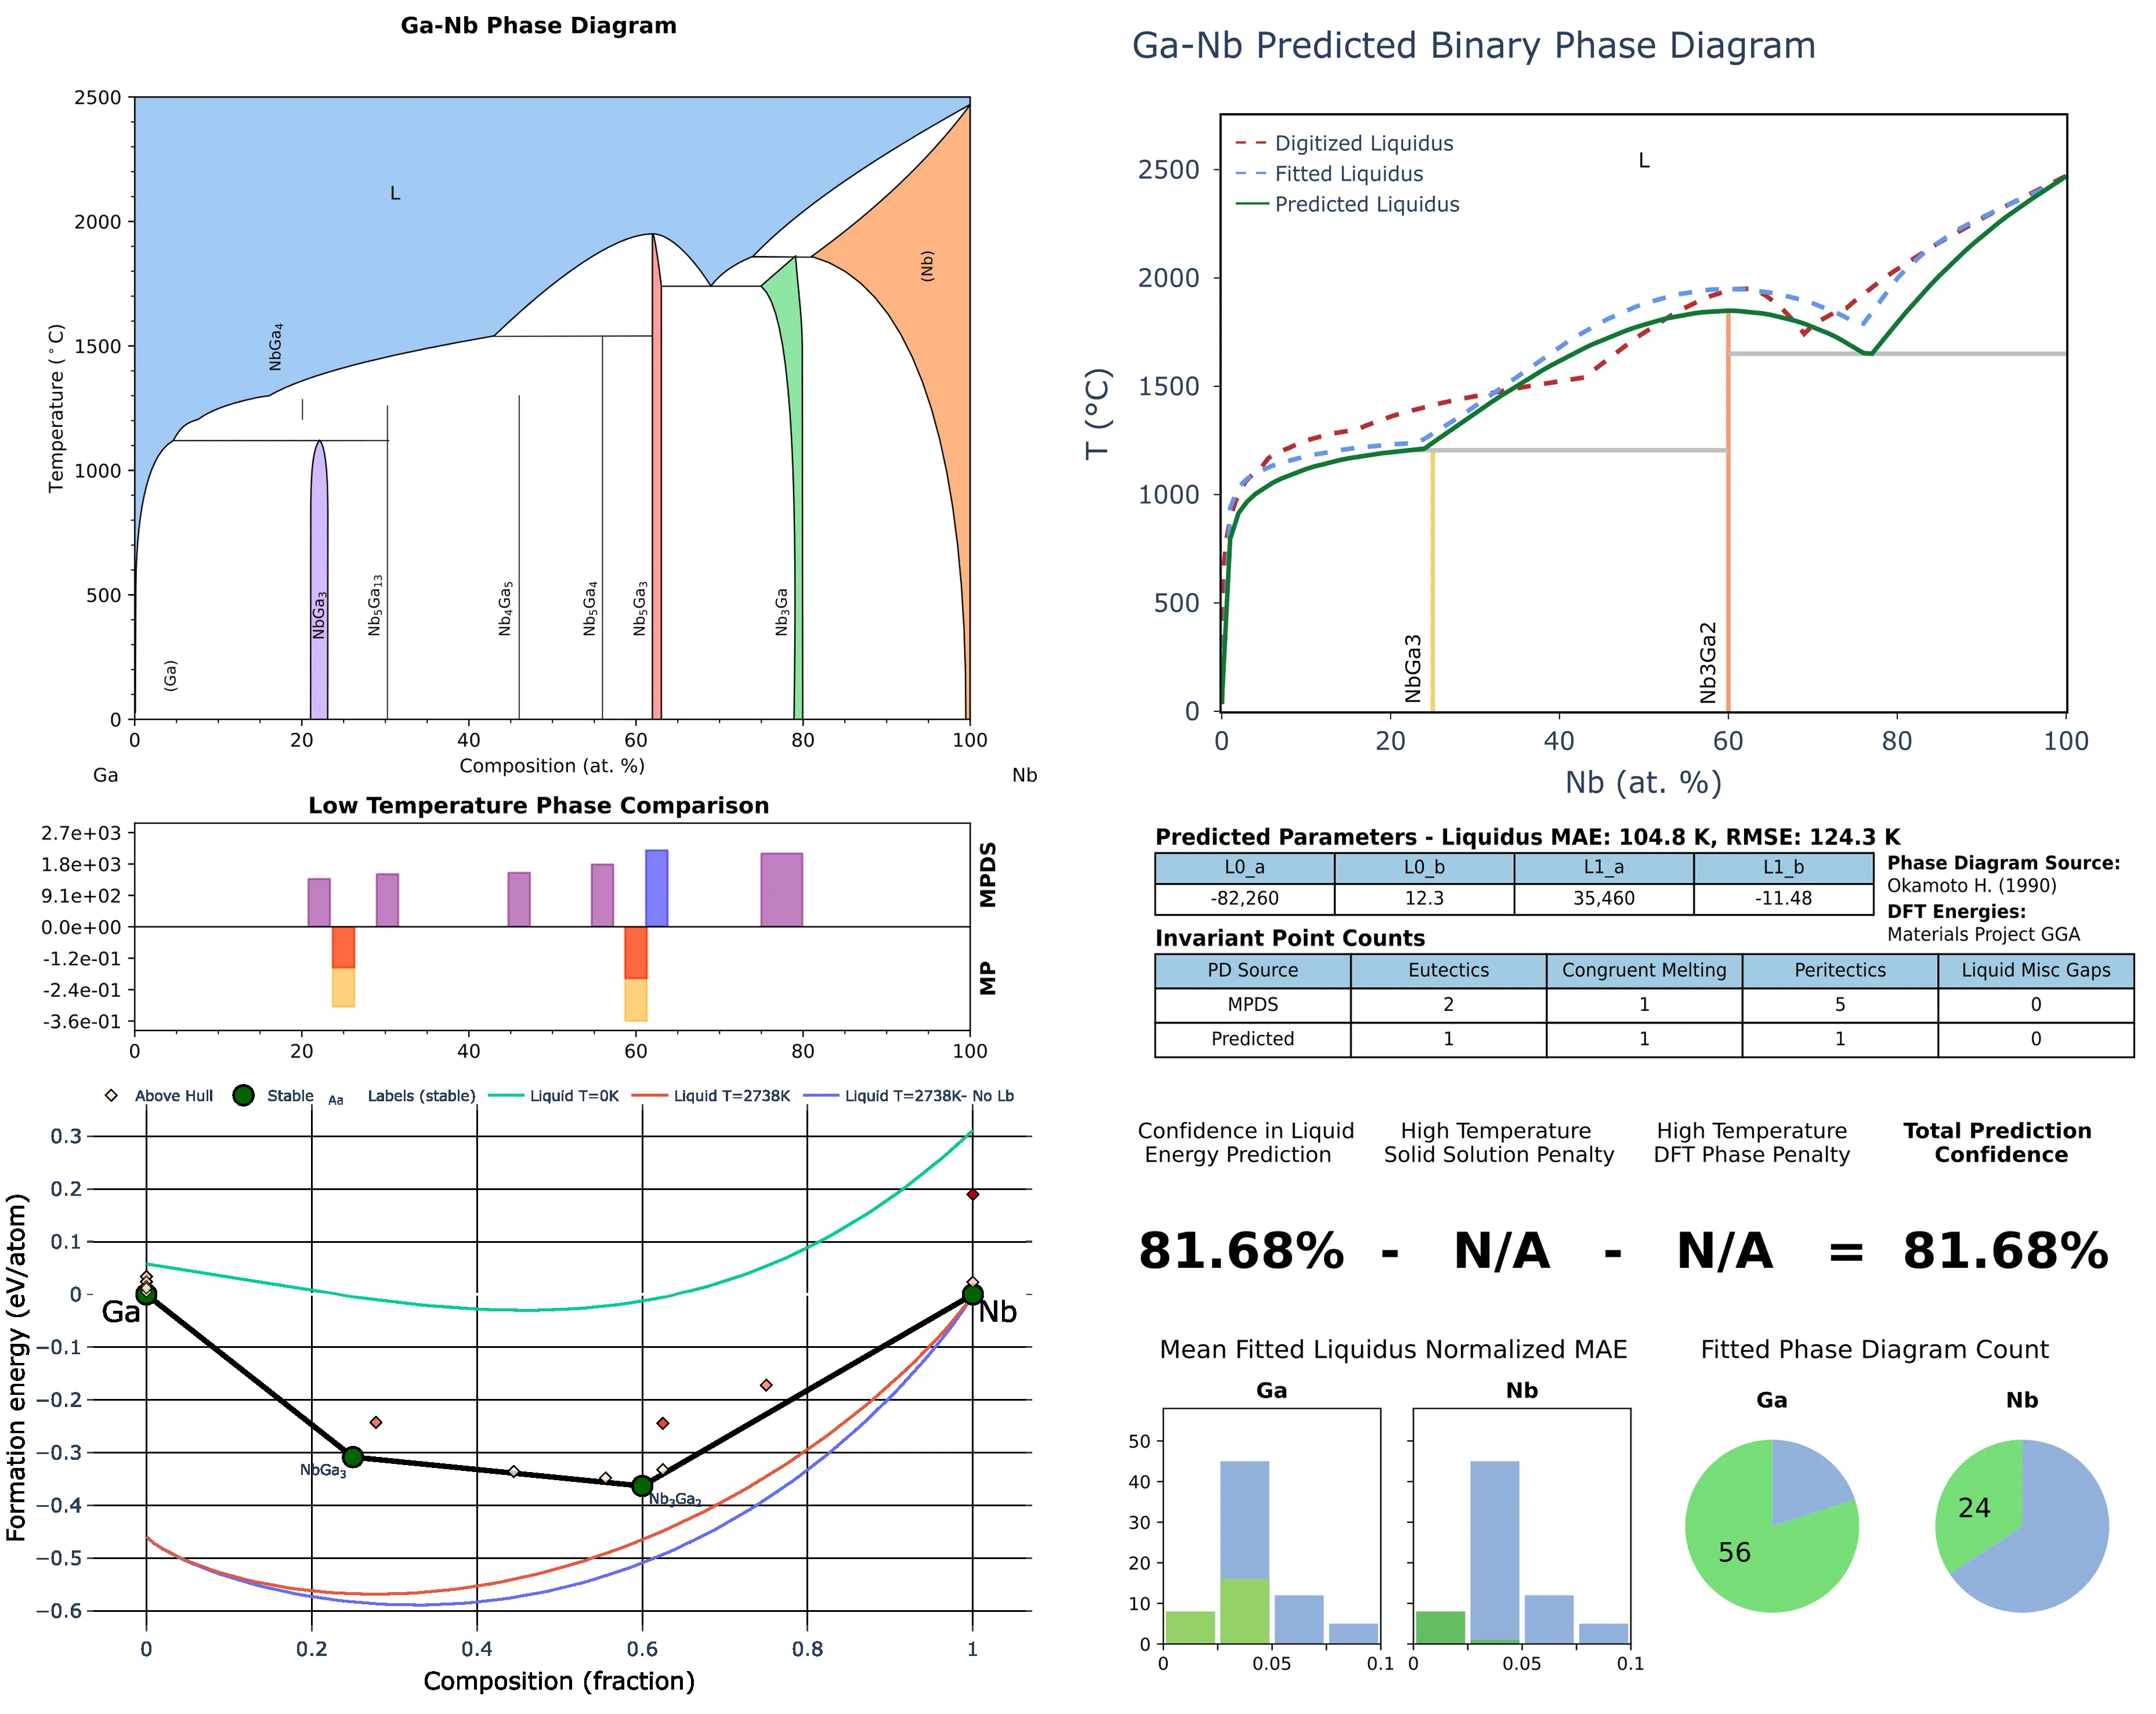 Ga-Nb Phase Diagram
2500
2000
1500
1000
500
0
Temperature (°C)
L
NbGa₄
(Nb)
(Ga)
NbGa₃
Nb₅Ga₁₃
Nb₄Ga₅
Nb₅Ga₄
Nb₅Ga₃
Nb₃Ga
0 20 40 60 80 100
Composition (at. %)
Ga Nb
Ga-Nb Predicted Binary Phase Diagram
Digitized Liquidus
Fitted Liquidus
Predicted Liquidus
L
2500
2000
1500
1000
500
0
T (°C)
NbGa3
Nb3Ga2
0 20 40 60 80 100
Nb (at. %)
Low Temperature Phase Comparison
2.7e+03
1.8e+03
9.1e+02
0.0e+00
-1.2e-01
-2.4e-01
-3.6e-01
MPDS
MP
0 20 40 60 80 100
Predicted Parameters - Liquidus MAE: 104.8 K, RMSE: 124.3 K
L0_a L0_b L1_a L1_b
-82,260 12.3 35,460 -11.48
Phase Diagram Source:
Okamoto H. (1990)
DFT Energies:
Materials Project GGA
Invariant Point Counts
PD Source Eutectics Congruent Melting Peritectics Liquid Misc Gaps
MPDS 2 1 5 0
Predicted 1 1 1 0
Above Hull Stable Aa Labels (stable) Liquid T=0K Liquid T=2738K Liquid T=2738K- No Lb
0.3
0.2
0.1
0
−0.1
−0.2
−0.3
−0.4
−0.5
−0.6
Formation energy (eV/atom)
Ga
Nb
NbGa₃
Nb₃Ga₂
0 0.2 0.4 0.6 0.8 1
Composition (fraction)
Confidence in Liquid
Energy Prediction
High Temperature
Solid Solution Penalty
High Temperature
DFT Phase Penalty
Total Prediction
Confidence
81.68% - N/A - N/A = 81.68%
Mean Fitted Liquidus Normalized MAE
Ga Nb
50
40
30
20
10
0
0 0.05 0.1
0 0.05 0.1
Fitted Phase Diagram Count
Ga Nb
56
24